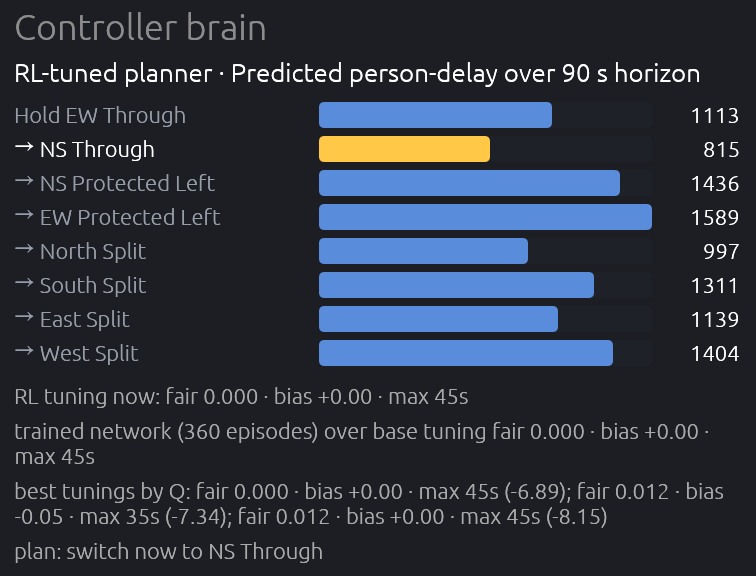 Controller brain
RL-tuned planner · Predicted person-delay over 90 s horizon
Hold EW Through 1113
→ NS Through 815
→ NS Protected Left 1436
→ EW Protected Left 1589
→ North Split 997
→ South Split 1311
→ East Split 1139
→ West Split 1404
RL tuning now: fair 0.000 · bias +0.00 · max 45s
trained network (360 episodes) over base tuning fair 0.000 · bias +0.00 ·
max 45s
best tunings by Q: fair 0.000 · bias +0.00 · max 45s (-6.89); fair 0.012 · bias
-0.05 · max 35s (-7.34); fair 0.012 · bias +0.00 · max 45s (-8.15)
plan: switch now to NS Through